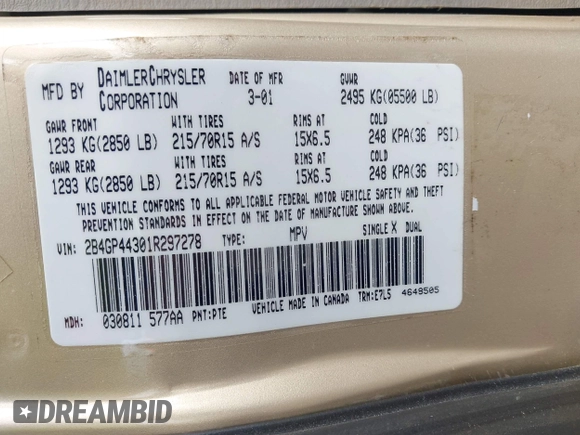 MFD BY DAIMLERCHRYSLER CORPORATION DATE OF MFR 3-01 GVWR 2495 KG(05500 LB)
GAWR FRONT WITH TIRES RIMS AT COLD
1293 KG(2850 LB) 215/70R15 A/S 15X6.5 248 KPA(36 PSI)
GAWR REAR WITH TIRES RIMS AT COLD
1293 KG(2850 LB) 215/70R15 A/S 15X6.5 248 KPA(36 PSI)
THIS VEHICLE CONFORMS TO ALL APPLICABLE FEDERAL MOTOR VEHICLE SAFETY AND THEFT
PREVENTION STANDARDS IN EFFECT ON THE DATE OF MANUFACTURE SHOWN ABOVE.
VIN: 2B4GP44301R297278 TYPE: MPV SINGLE X DUAL
VEHICLE MADE IN CANADA TRM:E7L5 4648505
MDH: 030811 577AA PNT:PTE
DREAMBID